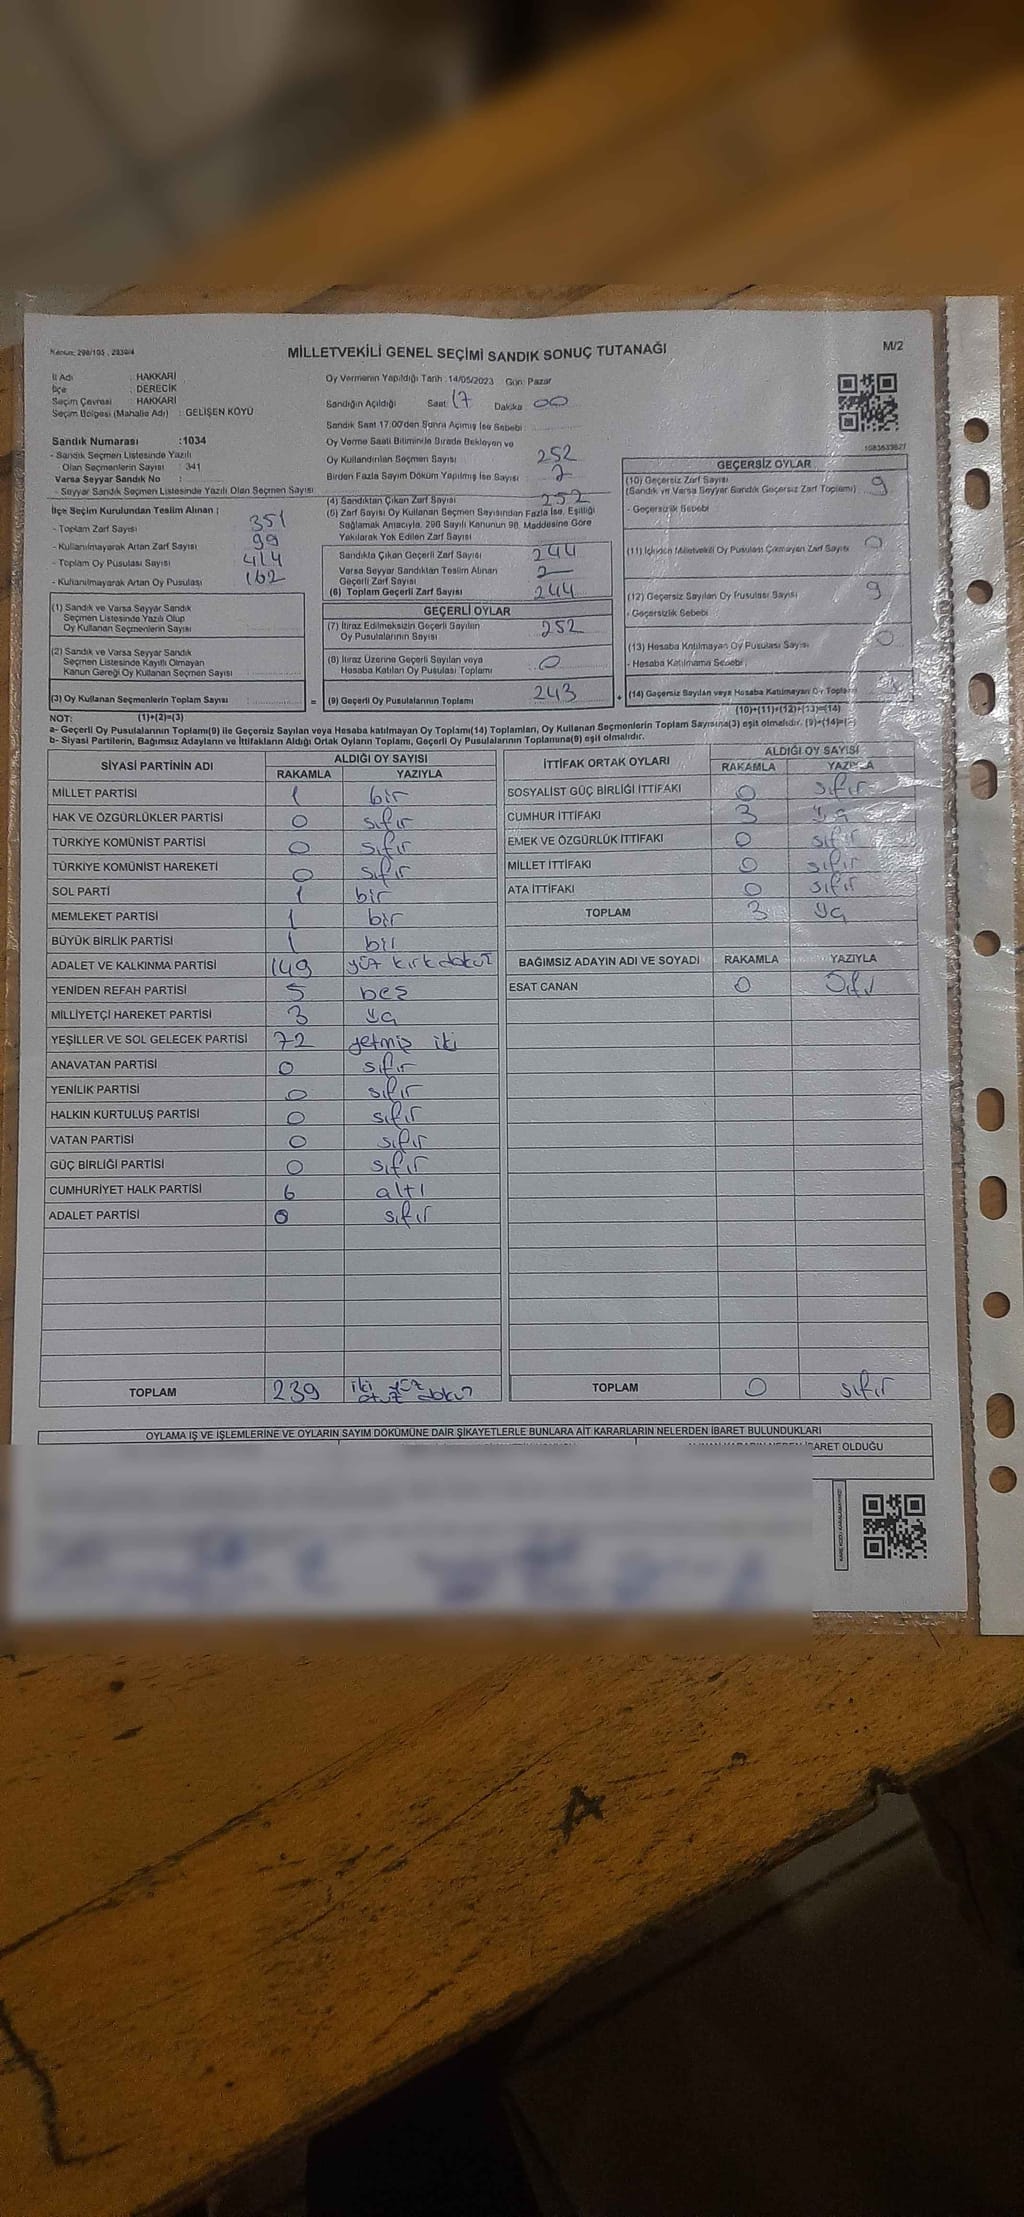 Kanun: 298/105 , 2839/4
MİLLETVEKİLİ GENEL SEÇİMİ SANDIK SONUÇ TUTANAĞI
M/2
İl Adı : HAKKARİ
İlçe : DERECİK
Seçim Çevresi : HAKKARİ
Seçim Bölgesi (Mahalle Adı) : GELİŞEN KÖYÜ
Sandık Numarası :1034
- Sandık Seçmen Listesinde Yazılı
Olan Seçmenlerin Sayısı : 341
Varsa Seyyar Sandık No :
- Seyyar Sandık Seçmen Listesinde Yazılı Olan Seçmen Sayısı
İlçe Seçim Kurulundan Teslim Alınan ;
- Toplam Zarf Sayısı 351
- Kullanılmayarak Artan Zarf Sayısı 99
- Toplam Oy Pusulası Sayısı 414
- Kullanılmayarak Artan Oy Pusulası 162
(1) Sandık ve Varsa Seyyar Sandık
Seçmen Listesinde Yazılı Olup
Oy Kullanan Seçmenlerin Sayısı
(2) Sandık ve Varsa Seyyar Sandık
Seçmen Listesinde Kayıtlı Olmayan
Kanun Gereği Oy Kullanan Seçmen Sayısı
(3) Oy Kullanan Seçmenlerin Toplam Sayısı
=
Oy Vermenin Yapıldığı Tarih : 14/05/2023 Gün: Pazar
Sandığın Açıldığı Saat 17 Dakika 00
Sandık Saat 17:00'den Sonra Açımış İse Sebebi :
Oy Verme Saati Bitiminde Sırada Bekleyen ve
Oy Kullandırılan Seçmen Sayısı : 252
Birden Fazla Sayım Döküm Yapılmış İse Sayısı : 2
(4) Sandıktan Çıkan Zarf Sayısı 252
(5) Zarf Sayısı Oy Kullanan Seçmen Sayısından Fazla İse, Eşitliği
Sağlamak Amacıyla, 298 Sayılı Kanunun 98. Maddesine Göre
Yakılarak Yok Edilen Zarf Sayısı
Sandıkta Çıkan Geçerli Zarf Sayısı 244
Varsa Seyyar Sandıktan Teslim Alınan
Geçerli Zarf Sayısı
(6) Toplam Geçerli Zarf Sayısı 244
GEÇERLİ OYLAR
(7) İtiraz Edilmeksizin Geçerli Sayılan
Oy Pusulalarının Sayısı 252
(8) İtiraz Üzerine Geçerli Sayılan veya
Hesaba Katılan Oy Pusulası Toplamı 0
(9) Geçerli Oy Pusulalarının Toplamı 243
+
1083633627
GEÇERSİZ OYLAR
(10) Geçersiz Zarf Sayısı
(Sandık ve Varsa Seyyar Sandık Geçersiz Zarf Toplamı) 9
- Geçersizlik Sebebi
(11) İçinden Milletvekili Oy Pusulası Çıkmayan Zarf Sayısı 0
(12) Geçersiz Sayılan Oy Pusulası Sayısı 9
- Geçersizlik Sebebi
(13) Hesaba Katılmayan Oy Pusulası Sayısı 0
- Hesaba Katılmama Sebebi
(14) Geçersiz Sayılan veya Hesaba Katılmayan Oy Toplamı
(10)+(11)+(12)+(13)=(14)
NOT: (1)+(2)=(3)
a- Geçerli Oy Pusulalarının Toplamı(9) ile Geçersiz Sayılan veya Hesaba katılmayan Oy Toplamı(14) Toplamları, Oy Kullanan Seçmenlerin Toplam Sayısına(3) eşit olmalıdır. (9)+(14)=(3)
b- Siyasi Partilerin, Bağımsız Adayların ve İttifakların Aldığı Ortak Oyların Toplamı, Geçerli Oy Pusulalarının Toplamına(9) eşit olmalıdır.
SİYASİ PARTİNİN ADI ALDIĞI OY SAYISI
RAKAMLA YAZIYLA
MİLLET PARTİSİ 1 bir
HAK VE ÖZGÜRLÜKLER PARTİSİ 0 sıfır
TÜRKİYE KOMÜNİST PARTİSİ 0 sıfır
TÜRKİYE KOMÜNİST HAREKETİ 0 sıfır
SOL PARTİ 1 bir
MEMLEKET PARTİSİ 1 bir
BÜYÜK BİRLİK PARTİSİ 1 bir
ADALET VE KALKINMA PARTİSİ 149 yüz kırk dokuz
YENİDEN REFAH PARTİSİ 5 beş
MİLLİYETÇİ HAREKET PARTİSİ 3 üç
YEŞİLLER VE SOL GELECEK PARTİSİ 72 yetmiş iki
ANAVATAN PARTİSİ 0 sıfır
YENİLİK PARTİSİ 0 sıfır
HALKIN KURTULUŞ PARTİSİ 0 sıfır
VATAN PARTİSİ 0 sıfır
GÜÇ BİRLİĞİ PARTİSİ 0 sıfır
CUMHURİYET HALK PARTİSİ 6 altı
ADALET PARTİSİ 0 sıfır
TOPLAM 239 iki yüz otuz dokuz
İTTİFAK ORTAK OYLARI ALDIĞI OY SAYISI
RAKAMLA YAZIYLA
SOSYALİST GÜÇ BİRLİĞİ İTTİFAKI 0 sıfır
CUMHUR İTTİFAKI 3 üç
EMEK VE ÖZGÜRLÜK İTTİFAKI 0 sıfır
MİLLET İTTİFAKI 0 sıfır
ATA İTTİFAKI 0 sıfır
TOPLAM 3 üç
BAĞIMSIZ ADAYIN ADI VE SOYADI RAKAMLA YAZIYLA
ESAT CANAN 0 Sıfır
TOPLAM 0 sıfır
OYLAMA İŞ VE İŞLEMLERİNE VE OYLARIN SAYIM DÖKÜMÜNE DAİR ŞİKAYETLERLE BUNLARA AİT KARARLARIN NELERDEN İBARET BULUNDUKLARI
İBARET OLDUĞU